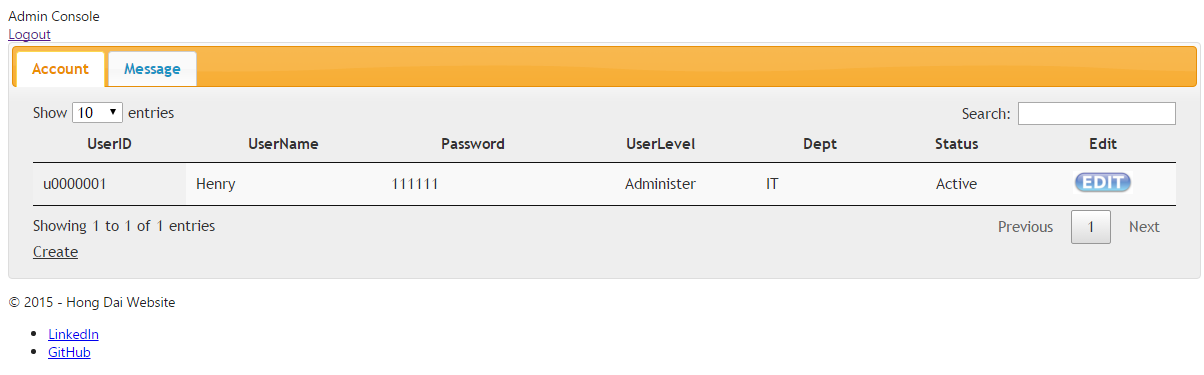 Admin Console
Logout
Account Message
Show 10 entries Search:
UserID UserName Password UserLevel Dept Status Edit
u0000001 Henry 111111 Administer IT Active EDIT
Showing 1 to 1 of 1 entries Previous 1 Next
Create
© 2015 - Hong Dai Website
LinkedIn
GitHub